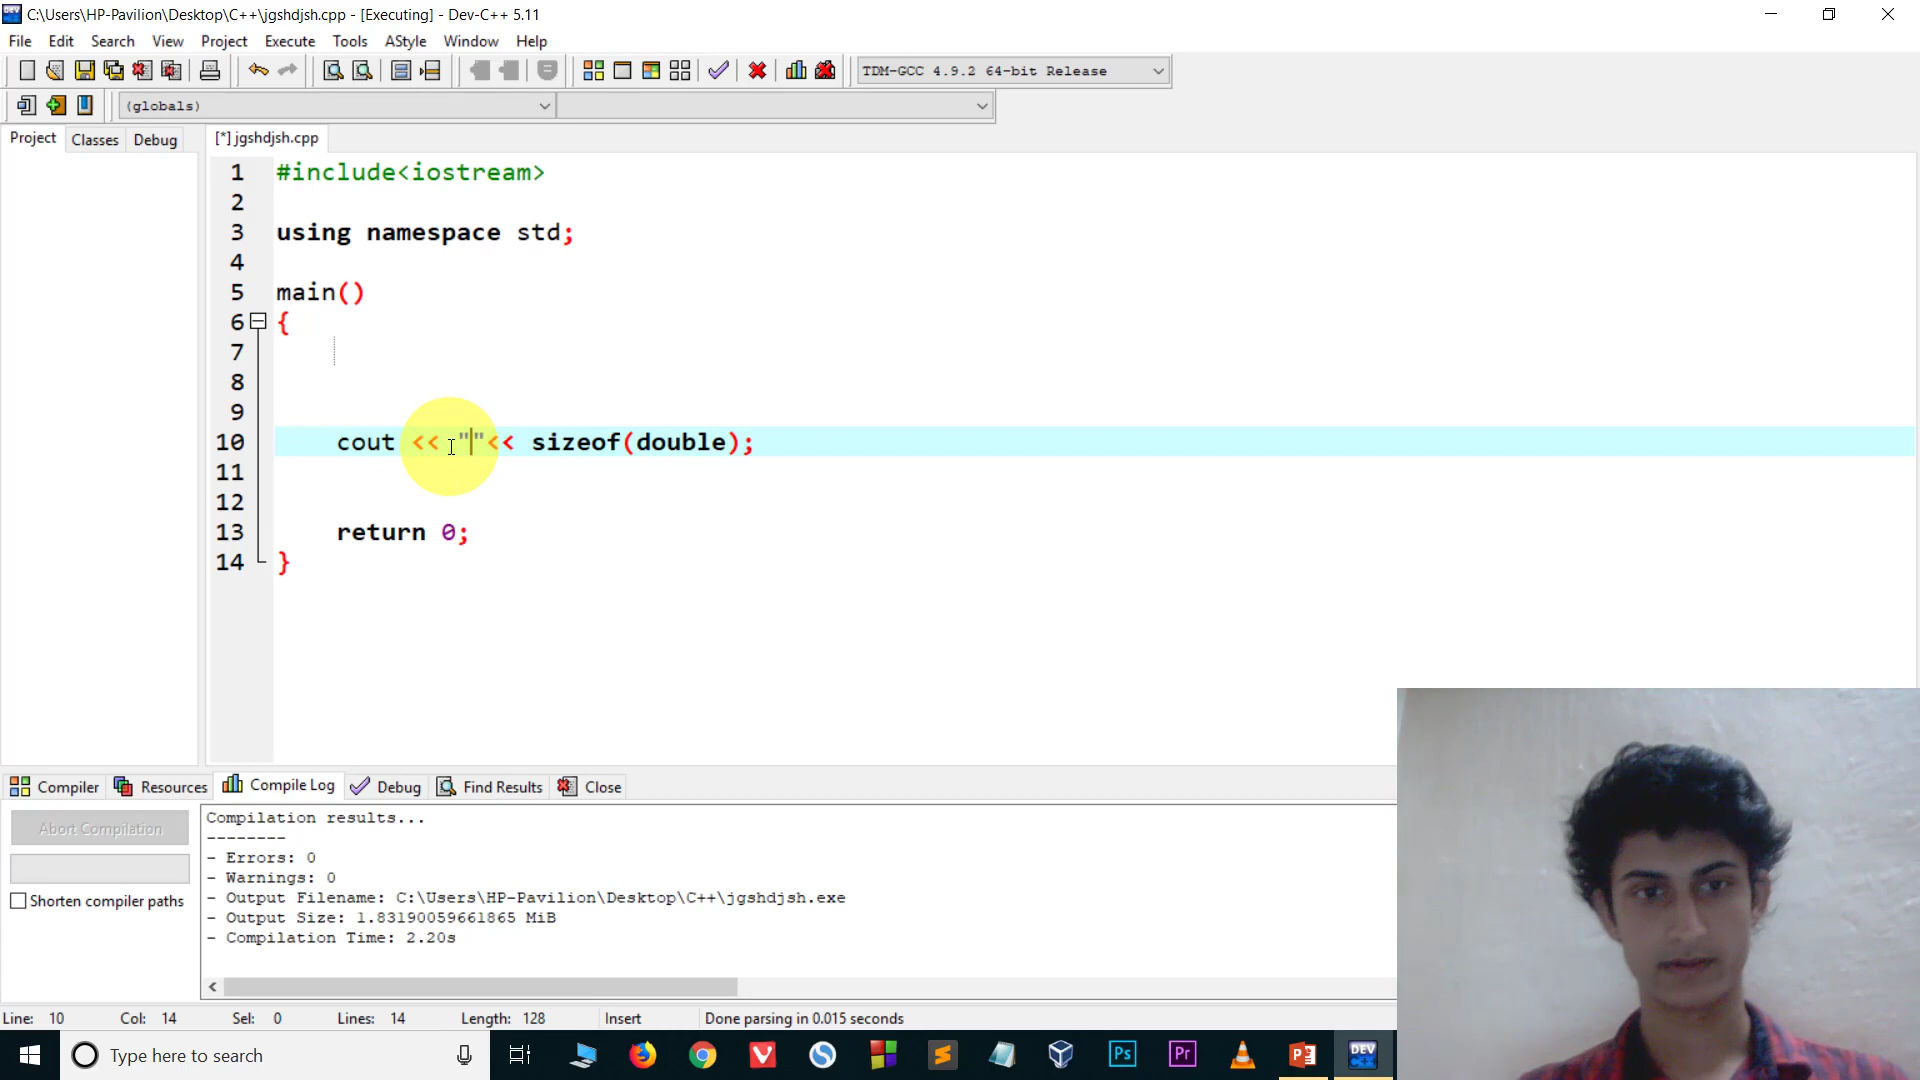 C:\Users\HP-Pavilion\Desktop\C++\jgshdjsh.cpp - [Executing] - Dev-C++ 5.11
File Edit Search View Project Execute Tools AStyle Window Help
TDM-GCC 4.9.2 64-bit Release
(globals)
Project Classes Debug [*] jgshdjsh.cpp
1 #include<iostream>
2
3 using namespace std;
4
5 main()
6 {
7
8
9
10 cout << ""<< sizeof(double);
11
12
13 return 0;
14 }
Compiler Resources Compile Log Debug Find Results Close
Abort Compilation
Shorten compiler paths
Compilation results...
--------
- Errors: 0
- Warnings: 0
- Output Filename: C:\Users\HP-Pavilion\Desktop\C++\jgshdjsh.exe
- Output Size: 1.83190059661865 MiB
- Compilation Time: 2.20s
Line: 10 Col: 14 Sel: 0 Lines: 14 Length: 128 Insert Done parsing in 0.015 seconds
Type here to search
Ps Pr DEV